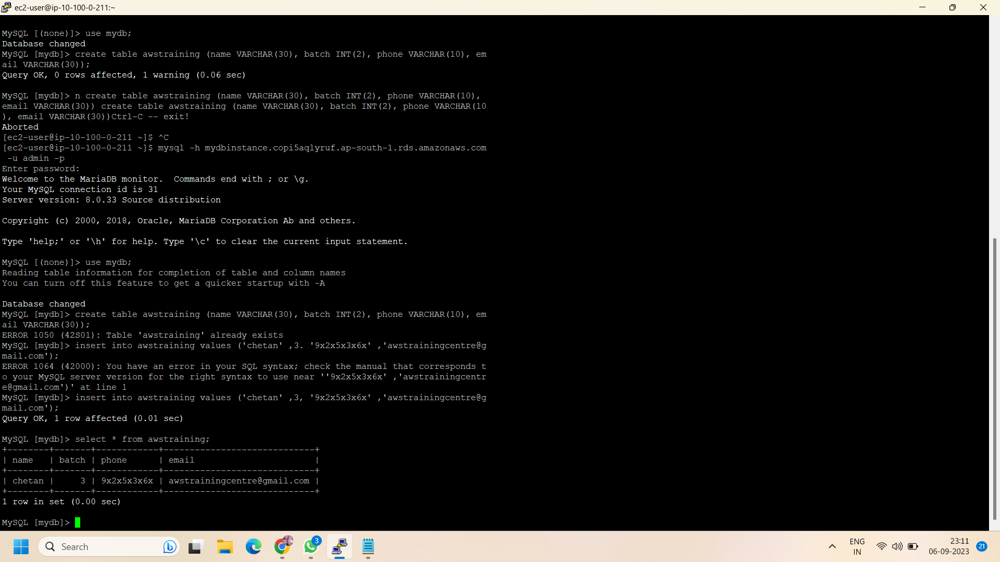 ec2-user@ip-10-100-0-211:~
MySQL [(none)]> use mydb;
Database changed
MySQL [mydb]> create table awstraining (name VARCHAR(30), batch INT(2), phone VARCHAR(10), em
ail VARCHAR(30));
Query OK, 0 rows affected, 1 warning (0.06 sec)
MySQL [mydb]> n create table awstraining (name VARCHAR(30), batch INT(2), phone VARCHAR(10),
email VARCHAR(30)) create table awstraining (name VARCHAR(30), batch INT(2), phone VARCHAR(10
), email VARCHAR(30))Ctrl-C -- exit!
Aborted
[ec2-user@ip-10-100-0-211 ~]$ ^C
[ec2-user@ip-10-100-0-211 ~]$ mysql -h mydbinstance.copi5aqlyruf.ap-south-1.rds.amazonaws.com
-u admin -p
Enter password:
Welcome to the MariaDB monitor.  Commands end with ; or \g.
Your MySQL connection id is 31
Server version: 8.0.33 Source distribution
Copyright (c) 2000, 2018, Oracle, MariaDB Corporation Ab and others.
Type 'help;' or '\h' for help. Type '\c' to clear the current input statement.
MySQL [(none)]> use mydb;
Reading table information for completion of table and column names
You can turn off this feature to get a quicker startup with -A
Database changed
MySQL [mydb]> create table awstraining (name VARCHAR(30), batch INT(2), phone VARCHAR(10), em
ail VARCHAR(30));
ERROR 1050 (42S01): Table 'awstraining' already exists
MySQL [mydb]> insert into awstraining values ('chetan' ,3. '9x2x5x3x6x' ,'awstrainingcentre@g
mail.com');
ERROR 1064 (42000): You have an error in your SQL syntax; check the manual that corresponds t
o your MySQL server version for the right syntax to use near ''9x2x5x3x6x' ,'awstrainingcentr
e@gmail.com')' at line 1
MySQL [mydb]> insert into awstraining values ('chetan' ,3, '9x2x5x3x6x' ,'awstrainingcentre@g
mail.com');
Query OK, 1 row affected (0.01 sec)
MySQL [mydb]> select * from awstraining;
+--------+-------+------------+-----------------------------+
| name   | batch | phone      | email                       |
+--------+-------+------------+-----------------------------+
| chetan |     3 | 9x2x5x3x6x | awstrainingcentre@gmail.com |
+--------+-------+------------+-----------------------------+
1 row in set (0.00 sec)
MySQL [mydb]>
Search
3
ENG
IN
23:11
06-09-2023
21